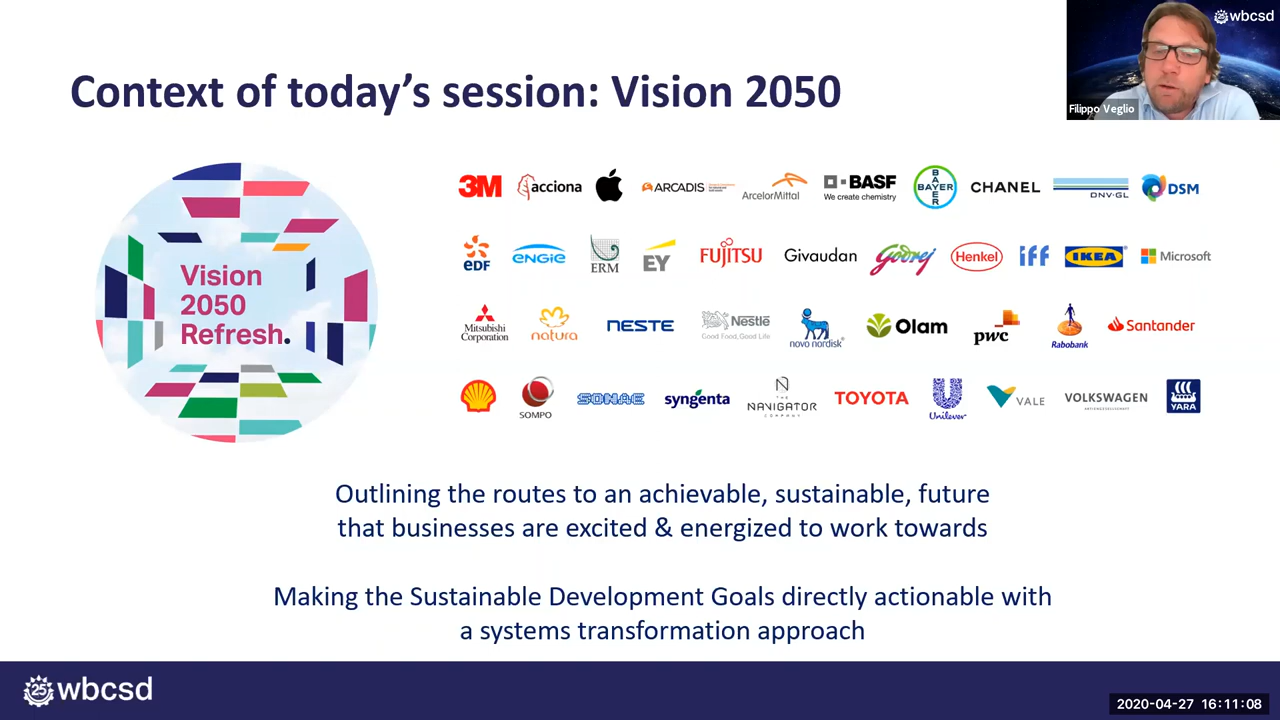 wbcsd
Filippo Veglio
Context of today's session: Vision 2050
Vision
2050
Refresh.
3M acciona ARCADIS ArcelorMittal BASF We create chemistry BAYER BAYER CHANEL DNV·GL DSM
eDF ENGIE ERM EY FUJITSU Givaudan Godrej Henkel iff IKEA Microsoft
Mitsubishi Corporation natura NESTE Nestlé Good Food, Good Life novo nordisk Olam pwc Rabobank Santander
SOMPO SONAE syngenta THE NAVIGATOR COMPANY TOYOTA Unilever VALE VOLKSWAGEN AKTIENGESELLSCHAFT YARA
Outlining the routes to an achievable, sustainable, future
that businesses are excited & energized to work towards
Making the Sustainable Development Goals directly actionable with
a systems transformation approach
25 wbcsd
2020-04-27 16:11:08